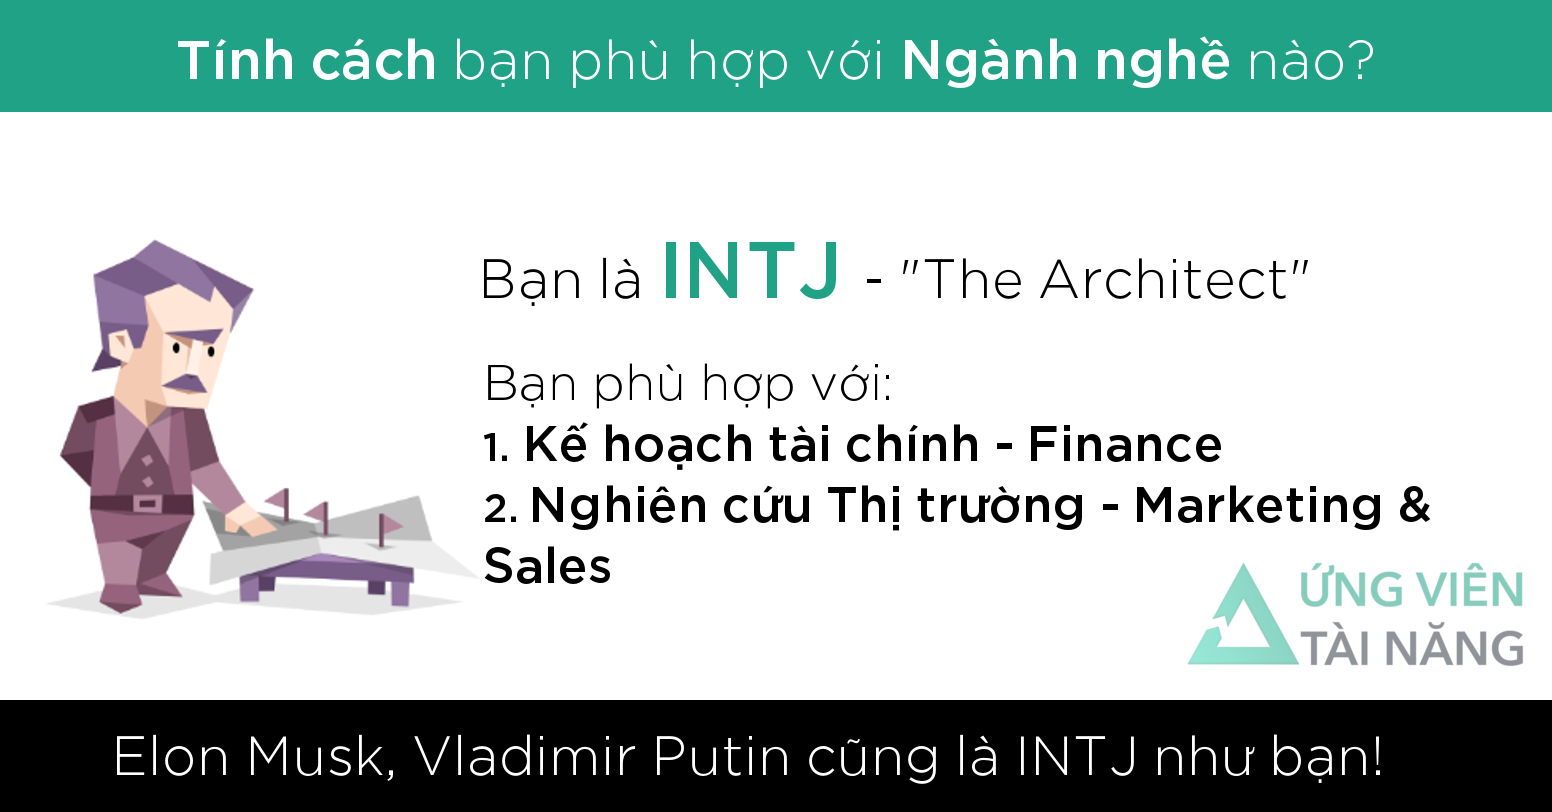 Tính cách bạn phù hợp với Ngành nghề nào?
Bạn là INTJ - "The Architect"
Bạn phù hợp với:
1. Kế hoạch tài chính - Finance
2. Nghiên cứu Thị trường - Marketing &
Sales
ỨNG VIÊN
TÀI NĂNG
Elon Musk, Vladimir Putin cũng là INTJ như bạn!